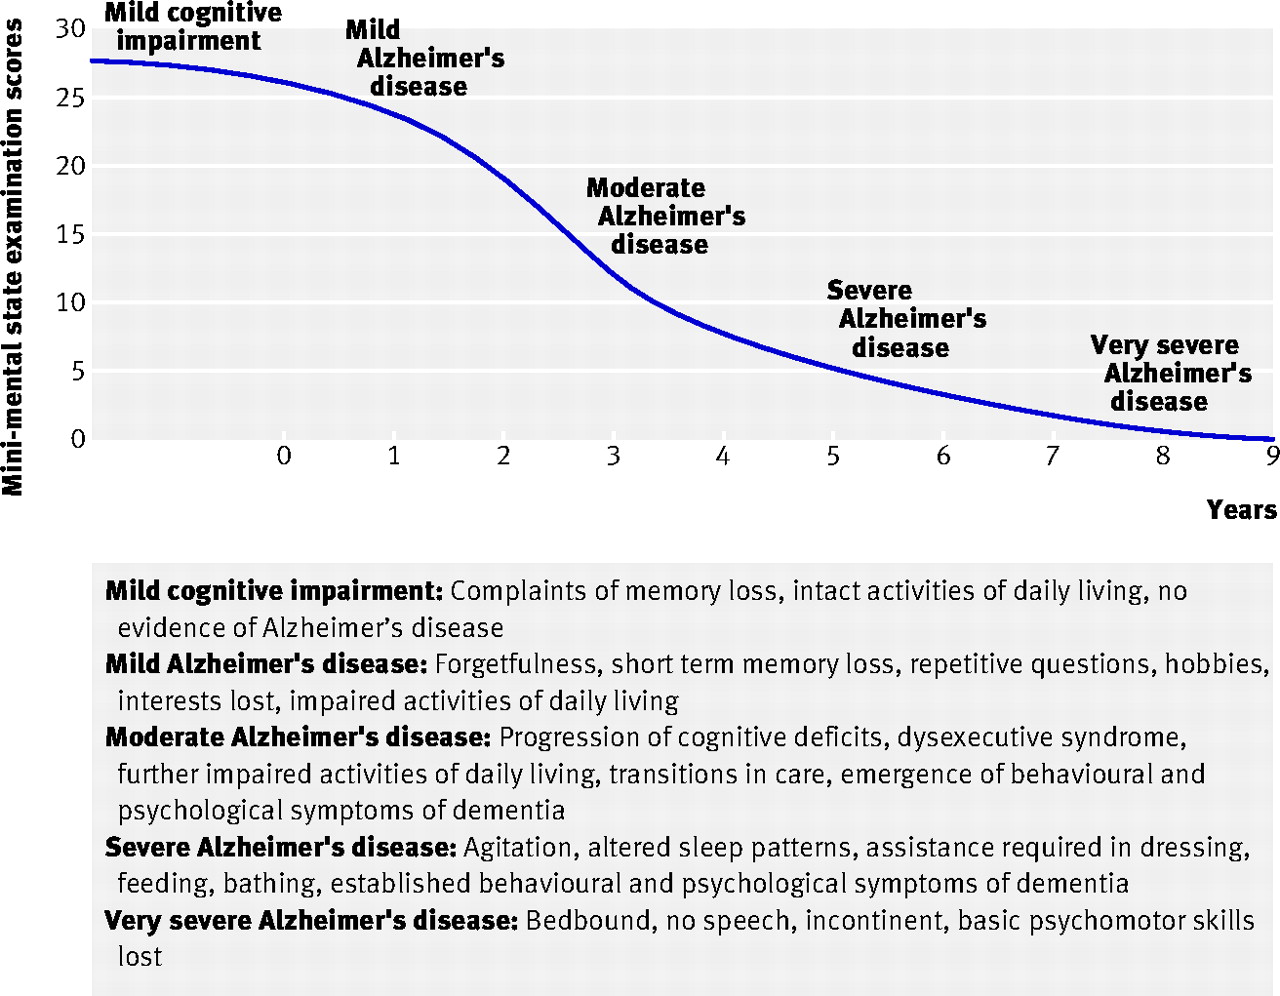 Mini-mental state examination scores
30
25
20
15
10
5
0
Mild cognitive
impairment
Mild
Alzheimer's
disease
Moderate
Alzheimer's
disease
Severe
Alzheimer's
disease
Very severe
Alzheimer's
disease
0 1 2 3 4 5 6 7 8 9
Years
Mild cognitive impairment: Complaints of memory loss, intact activities of daily living, no
evidence of Alzheimer’s disease
Mild Alzheimer's disease: Forgetfulness, short term memory loss, repetitive questions, hobbies,
interests lost, impaired activities of daily living
Moderate Alzheimer's disease: Progression of cognitive deficits, dysexecutive syndrome,
further impaired activities of daily living, transitions in care, emergence of behavioural and
psychological symptoms of dementia
Severe Alzheimer's disease: Agitation, altered sleep patterns, assistance required in dressing,
feeding, bathing, established behavioural and psychological symptoms of dementia
Very severe Alzheimer's disease: Bedbound, no speech, incontinent, basic psychomotor skills
lost